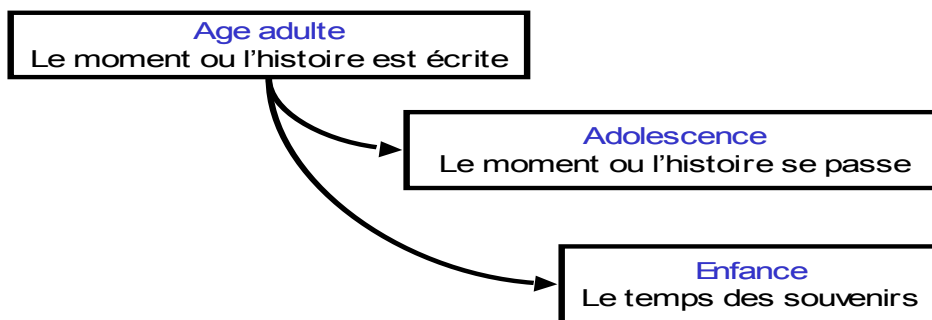 Age adulte
Le moment ou l'histoire est écrite
Adolescence
Le moment ou l'histoire se passe
Enfance
Le temps des souvenirs